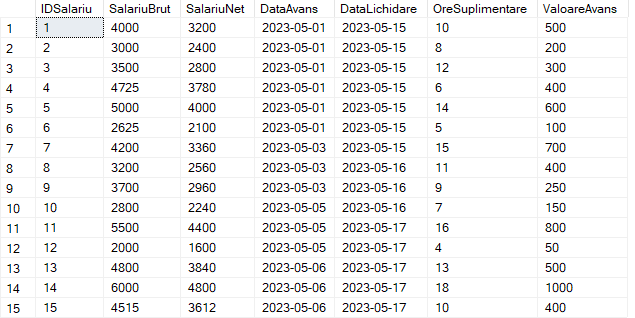 IDSalariu SalariuBrut SalariuNet DataAvans DataLichidare OreSuplimentare ValoareAvans
1 1 4000 3200 2023-05-01 2023-05-15 10 500
2 2 3000 2400 2023-05-01 2023-05-15 8 200
3 3 3500 2800 2023-05-01 2023-05-15 12 300
4 4 4725 3780 2023-05-01 2023-05-15 6 400
5 5 5000 4000 2023-05-01 2023-05-15 14 600
6 6 2625 2100 2023-05-01 2023-05-15 5 100
7 7 4200 3360 2023-05-03 2023-05-15 15 700
8 8 3200 2560 2023-05-03 2023-05-16 11 400
9 9 3700 2960 2023-05-03 2023-05-16 9 250
10 10 2800 2240 2023-05-05 2023-05-16 7 150
11 11 5500 4400 2023-05-05 2023-05-17 16 800
12 12 2000 1600 2023-05-05 2023-05-17 4 50
13 13 4800 3840 2023-05-06 2023-05-17 13 500
14 14 6000 4800 2023-05-06 2023-05-17 18 1000
15 15 4515 3612 2023-05-06 2023-05-17 10 400